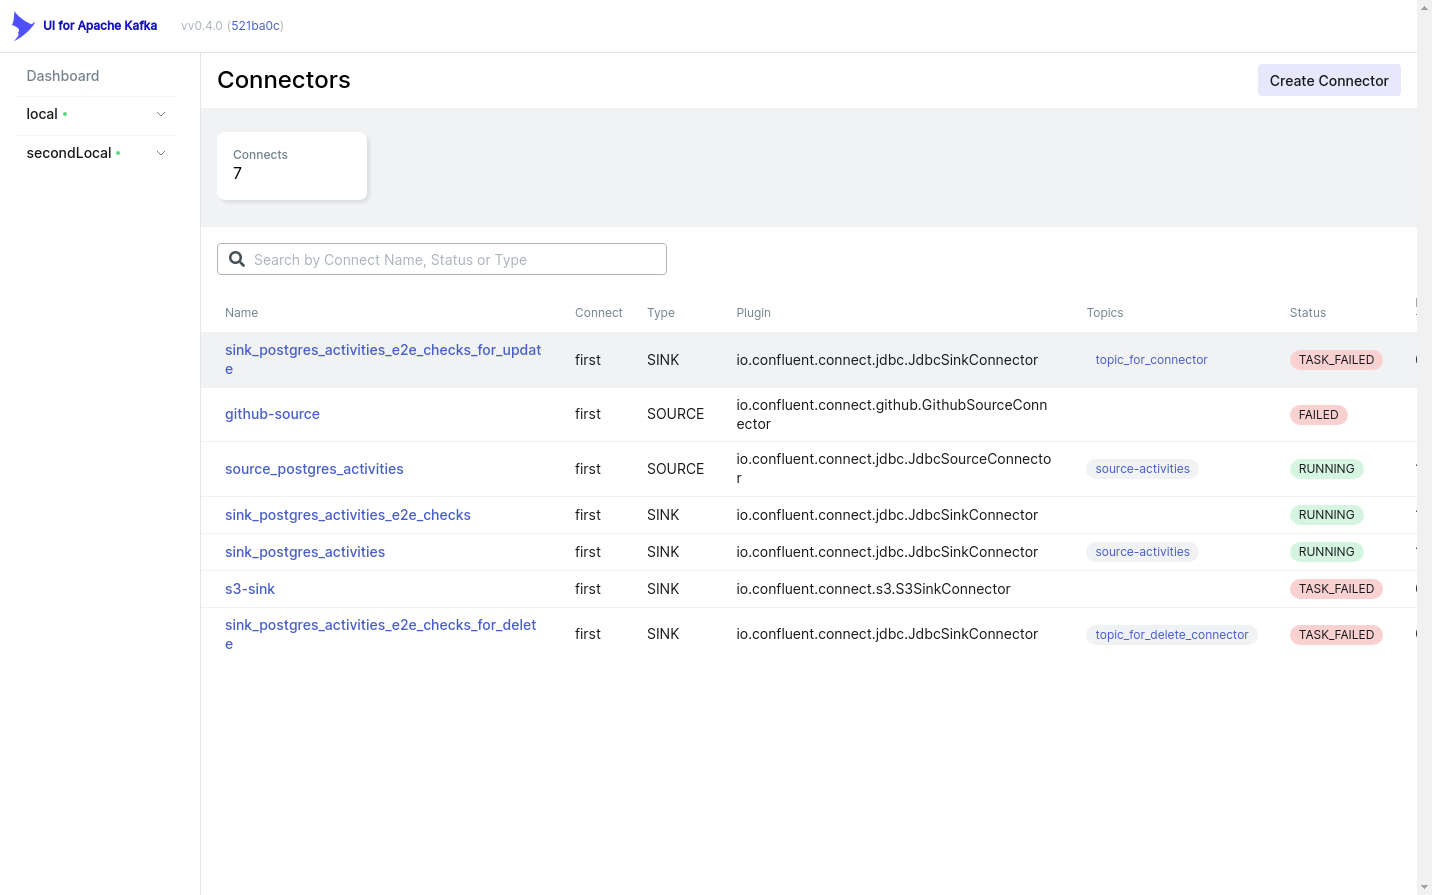 UI for Apache Kafka vv0.4.0 (521ba0c)
Dashboard
local
secondLocal
Connectors
Create Connector
Connects
7
Search by Connect Name, Status or Type
Name Connect Type Plugin Topics Status
sink_postgres_activities_e2e_checks_for_updat
e
first SINK io.confluent.connect.jdbc.JdbcSinkConnector topic_for_connector TASK_FAILED
github-source first SOURCE io.confluent.connect.github.GithubSourceConn
ector
FAILED
source_postgres_activities first SOURCE io.confluent.connect.jdbc.JdbcSourceConnecto
r
source-activities RUNNING
sink_postgres_activities_e2e_checks first SINK io.confluent.connect.jdbc.JdbcSinkConnector RUNNING
sink_postgres_activities first SINK io.confluent.connect.jdbc.JdbcSinkConnector source-activities RUNNING
s3-sink first SINK io.confluent.connect.s3.S3SinkConnector TASK_FAILED
sink_postgres_activities_e2e_checks_for_delet
e
first SINK io.confluent.connect.jdbc.JdbcSinkConnector topic_for_delete_connector TASK_FAILED